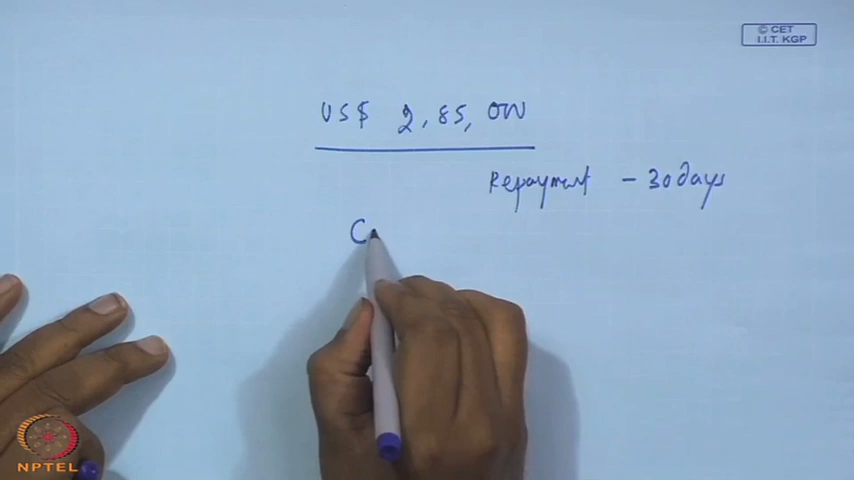 © CET
I.I.T. KGP
US$ 2,85,000
Repayment - 30 days
C
NPTEL